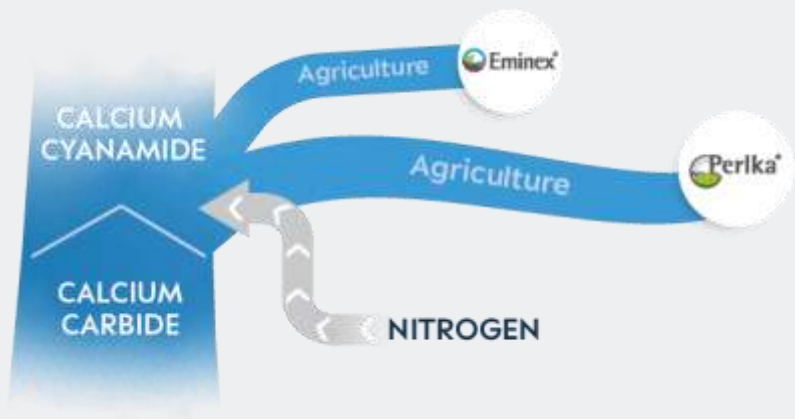 Agriculture
Eminex®
CALCIUM
CYANAMIDE
Agriculture
Perlka®
CALCIUM
CARBIDE
NITROGEN